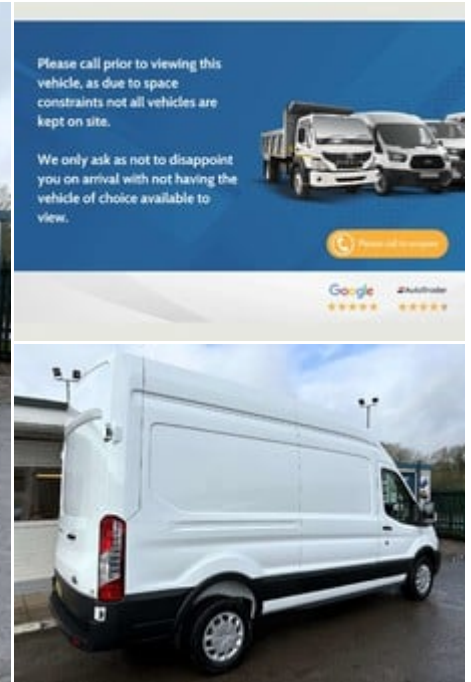 Please call prior to viewing this
vehicle, as due to space
constraints not all vehicles are
kept on site.
We only ask as not to disappoint
you on arrival with not having the
vehicle of choice available to
view.
Please call to enquire
Google
AutoTrader